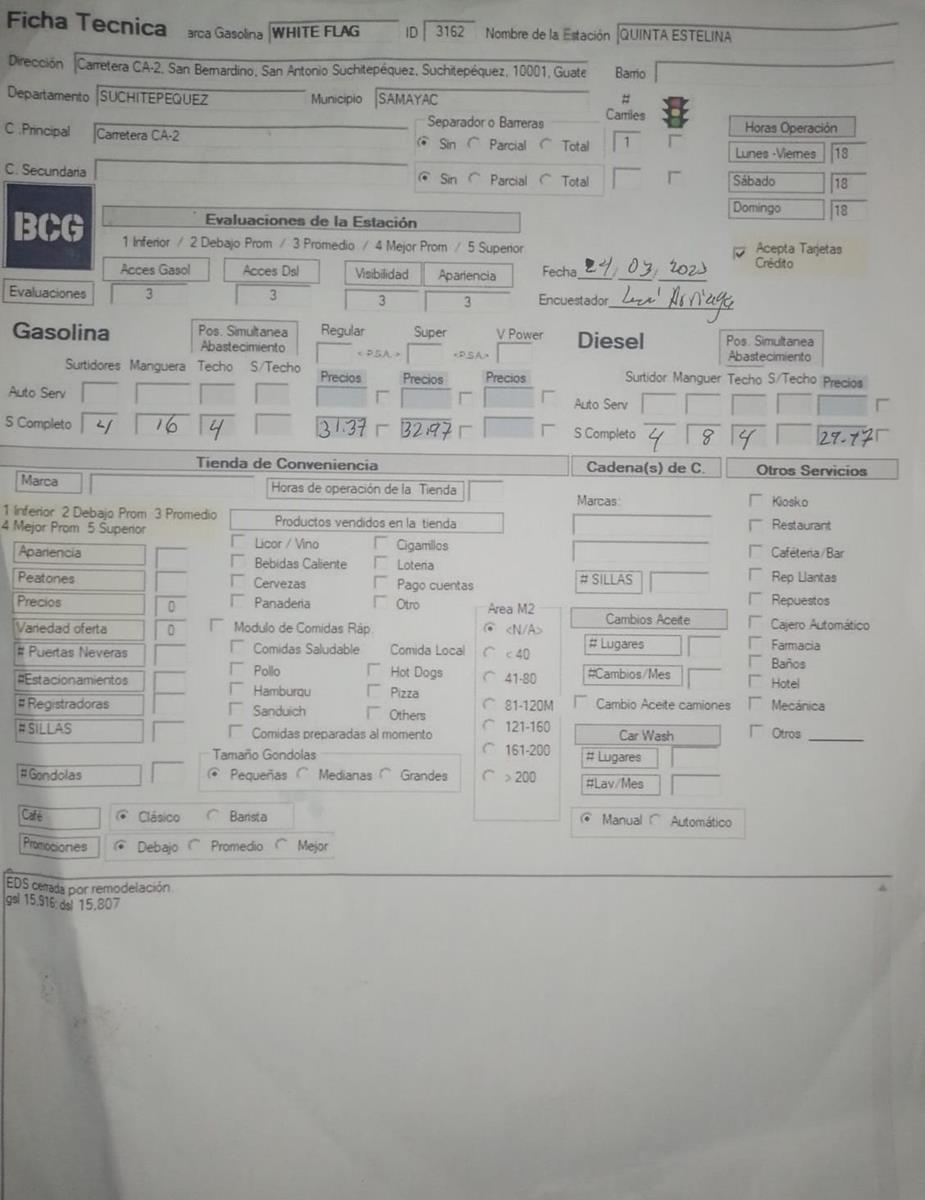 Ficha Tecnica arca Gasolina WHITE FLAG ID 3162 Nombre de la Estación QUINTA ESTELINA
Dirección Carretera CA-2, San Bernardino, San Antonio Suchitepéquez, Suchitepéquez, 10001, Guate Barrio
Departamento SUCHITEPEQUEZ Municipio SAMAYAC # Carriles
C .Principal Carretera CA-2 Separador o Barreras Sin Parcial Total 1
Horas Operación
Lunes -Viernes 18
C. Secundaria Sin Parcial Total
Sábado 18
Domingo 18
BCG
Evaluaciones de la Estación
1 Inferior / 2 Debajo Prom / 3 Promedio / 4 Mejor Prom / 5 Superior
Acepta Tarjetas Crédito
Acces Gasol Acces Dsl Visibilidad Apariencia
Fecha 24, 03,
Evaluaciones 3 3 3 3
Encuestador
Gasolina Pos. Simultanea Abastecimiento Regular Super V Power
< P.S.A. > <P.S.A.>
Diesel Pos. Simultanea Abastecimiento
Surtidores Manguera Techo S/Techo Precios Precios Precios
Surtidor Manguer Techo S/Techo Precios
Auto Serv
Auto Serv
S Completo 4 16 4 31.37 32.97
S Completo 4 8 4
Tienda de Conveniencia Cadena(s) de C. Otros Servicios
Marca Horas de operación de la Tienda
Marcas:
Kiosko
1 Inferior 2 Debajo Prom 3 Promedio
4 Mejor Prom 5 Superior
Productos vendidos en la tienda
Restaurant
Apariencia Licor / Vino Cigarrillos
Caféteria/Bar
Peatones Bebidas Caliente Loteria
# SILLAS
Rep Llantas
Precios 0 Cervezas Pago cuentas
Repuestos
Panaderia Otro
Area M2
Cambios Aceite
Cajero Automático
Variedad oferta 0 Modulo de Comidas Ráp.
<N/A>
# Lugares
Farmacia
# Puertas Neveras Comidas Saludable Comida Local
< 40
Baños
#Estacionamientos Pollo Hot Dogs
41-80
#Cambios/Mes
Hotel
# Registradoras Hamburqu Pizza
81-120M
Cambio Aceite camiones
Mecánica
#SILLAS Sanduich Others
121-160
Car Wash
Otros
Comidas preparadas al momento
161-200
# Lugares
Tamaño Gondolas
#Gondolas Pequeñas Medianas Grandes
> 200
#Lav/Mes
Café Clásico Barista
Manual Automático
Promociones Debajo Promedio Mejor
EDS cerrada por remodelación.
gsl 15,916; dsl 15,807